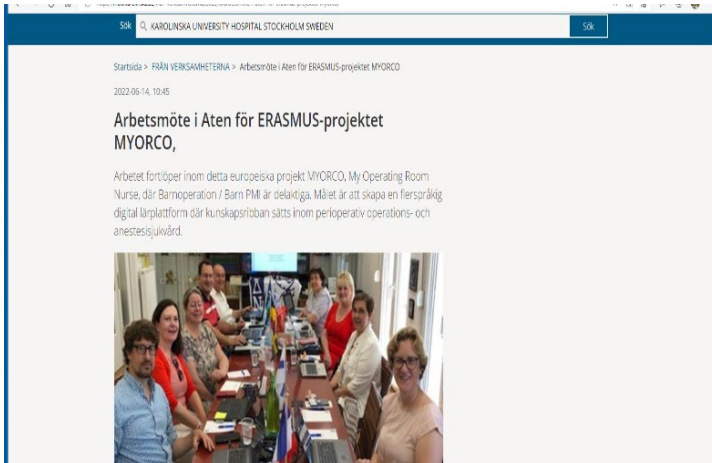 Sök KAROLINSKA UNIVERSITY HOSPITAL STOCKHOLM SWEDEN Sök
Startsida > FRÅN VERKSAMHETERNA > Arbetsmöte i Aten för ERASMUS-projektet MYORCO
2022-06-14, 10:45
Arbetsmöte i Aten för ERASMUS-projektet
MYORCO,
Arbetet fortlöper inom detta europeiska projekt MYORCO, My Operating Room
Nurse, där Barnoperation / Barn PMI är delaktiga. Målet är att skapa en flerspråkig
digital lärplattform där kunskapsribban sätts inom perioperativ operations- och
anestesisjukvård.